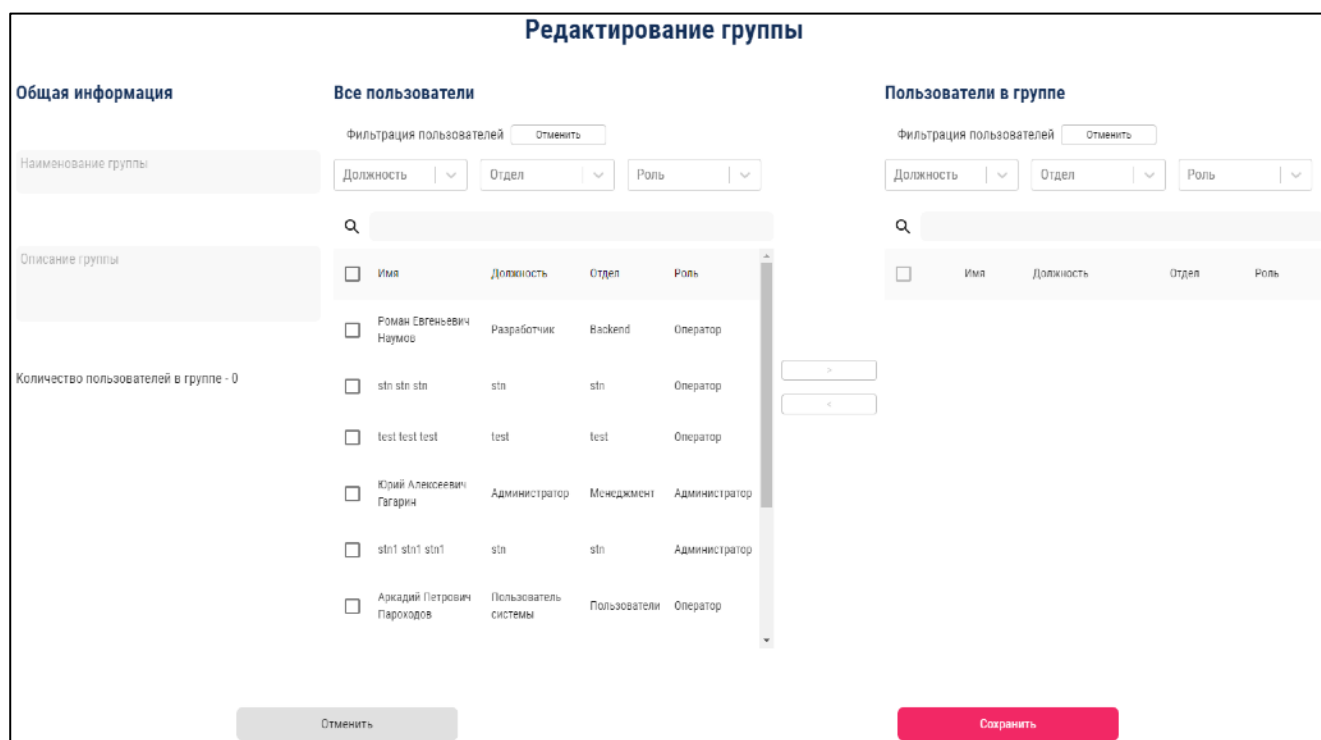 Редактирование группы
Общая информация
Наименование группы
Описание группы
Количество пользователей в группе - 0
Все пользователи
Фильтрация пользователей Отменить
Должность Отдел Роль
Имя Должность Отдел Роль
Роман Евгеньевич
Наумов Разработчик Backend Оператор
stn stn stn stn stn Оператор
test test test test test Оператор
Юрий Алексеевич
Гагарин Администратор Менеджмент Администратор
stn1 stn1 stn1 stn stn Администратор
Аркадий Петрович Пользователь
Пароходов системы Пользователи Оператор
>
<
Пользователи в группе
Фильтрация пользователей Отменить
Должность Отдел Роль
Имя Должность Отдел Роль
Отменить
Сохранить